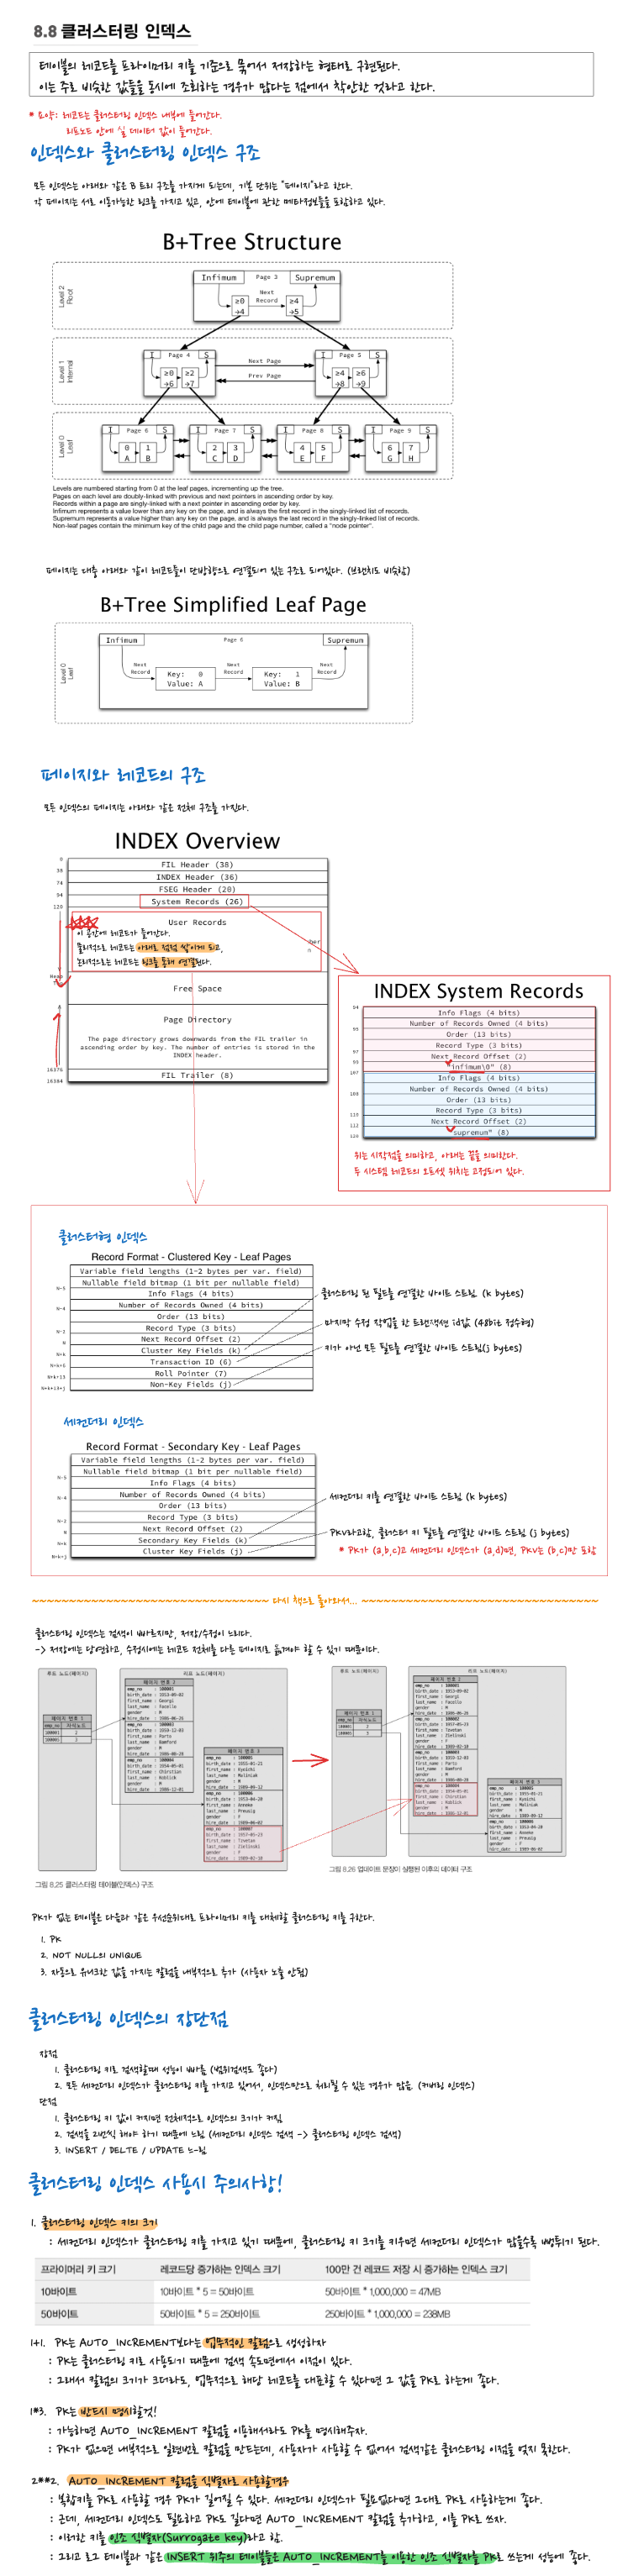 8.8 클러스터링 인덱스
테이블의 레코드를 프라이머리 키를 기준으로 묶어서 저장하는 형태로 구현된다.
이는 주로 비슷한 값들을 동시에 조회하는 경우가 많다는 점에서 착안한 것라고 한다.
* 요약: 레코드는 클러스터링 인덱스 내부에 들어간다.
리프노드 안에 실 데이터 값이 들어간다.
인덱스와 클러스터링 인덱스 구조
모든 인덱스는 아래와 같은 B 트리 구조를 가지게 되는데, 기본 단위는 "페이지"라고 한다.
각 페이지는 서로 이동가능한 링크를 가지고 있고, 안에 테이블에 관한 메타정보들을 포함하고 있다.
B+Tree Structure
Level 2 Root
Infimum Page 3 Supremum
Next Record
≥0 →4 ≥4 →5
Level 1 Internal
I Page 4 S
≥0 →6 ≥2 →7
Next Page
Prev Page
I Page 5 S
≥4 →8 ≥6 →9
Level 0 Leaf
I Page 6 S I Page 7 S I Page 8 S I Page 9 S
0 1 2 3 4 5 6 7
A B C D E F G H
Levels are numbered starting from 0 at the leaf pages, incrementing up the tree.
Pages on each level are doubly-linked with previous and next pointers in ascending order by key.
Records within a page are singly-linked with a next pointer in ascending order by key.
Infimum represents a value lower than any key on the page, and is always the first record in the singly-linked list of records.
Supremum represents a value higher than any key on the page, and is always the last record in the singly-linked list of records.
Non-leaf pages contain the minimum key of the child page and the child page number, called a "node pointer".
페이지는 대충 아래와 같이 레코드들이 단방향으로 연결되어 있는 구조로 되어있다. (브랜치도 비슷함)
B+Tree Simplified Leaf Page
Level 0 Leaf
Infimum Page 6 Supremum
Next Record Next Record Next Record
Key: 0 Key: 1
Value: A Value: B
페이지와 레코드의 구조
모든 인덱스의 페이지는 아래와 같은 전체 구조를 가진다.
INDEX Overview
0
FIL Header (38)
38
INDEX Header (36)
74
FSEG Header (20)
94
System Records (26)
120
User Records
이 공간에 레코드가 들어간다.
물리적으로 레코드는 아래로 점점 쌓이게 되고,
논리적으로 레코드는 링크를 통해 연결된다.
Free Space
Page Directory
The page directory grows downwards from the FIL trailer in
ascending order by key. The number of entries is stored in the
INDEX header.
16376
FIL Trailer (8)
16384
INDEX System Records
94
Info Flags (4 bits)
Number of Records Owned (4 bits)
95
Order (13 bits)
Record Type (3 bits)
97
Next Record Offset (2)
99
"infimum\0" (8)
107
Info Flags (4 bits)
Number of Records Owned (4 bits)
108
Order (13 bits)
Record Type (3 bits)
110
Next Record Offset (2)
112
"supremum" (8)
120
위는 시작점을 의미하고, 아래는 끝을 의미한다.
두 시스템 레코드의 오프셋 위치는 고정되어 있다.
클러스터형 인덱스
Record Format - Clustered Key - Leaf Pages
Variable field lengths (1-2 bytes per var. field)
Nullable field bitmap (1 bit per nullable field)
N-5
Info Flags (4 bits)
Number of Records Owned (4 bits)
N-4
Order (13 bits)
Record Type (3 bits)
N-2
Next Record Offset (2)
N
Cluster Key Fields (k)
N+k
Transaction ID (6)
N+k+6
Roll Pointer (7)
N+k+13
Non-Key Fields (j)
N+k+13+j
클러스터링 된 필드를 연결한 바이트 스트림 (k bytes)
마지막 수정 작업을 한 트랜잭션 id값 (48bit 정수형)
키가 아닌 모든 필드를 연결한 바이트 스트림(j bytes)
세컨더리 인덱스
Record Format - Secondary Key - Leaf Pages
Variable field lengths (1-2 bytes per var. field)
Nullable field bitmap (1 bit per nullable field)
N-5
Info Flags (4 bits)
Number of Records Owned (4 bits)
N-4
Order (13 bits)
Record Type (3 bits)
N-2
Next Record Offset (2)
N
Secondary Key Fields (k)
N+k
Cluster Key Fields (j)
N+k+j
세컨더리 키를 연결한 바이트 스트림 (k bytes)
PKV라고함, 클러스터 키 필드를 연결한 바이트 스트림 (j bytes)
* PK가 (a,b,c)고 세컨더리 인덱스가 (a,d)면, PKV는 (b,c)만 포함
다시 책으로 돌아와서...
클러스터링 인덱스는 검색이 빠르지만, 저장/수정이 느리다.
-> 저장에는 당연하고, 수정시에는 레코드 전체를 다른 페이지로 옮겨야 할 수 있기 때문이다.
루트 노드(페이지) 리프 노드(페이지)
그림 8.25 클러스터링 테이블(인덱스) 구조
그림 8.26 업데이트 문장이 실행된 이후의 데이터 구조
PK가 없는 테이블은 다음과 같은 우선순위대로 프라이머리 키를 대체할 클러스터링 키를 구한다.
1. PK
2. NOT NULL의 UNIQUE
3. 자동으로 유니크한 값을 가지는 칼럼을 내부적으로 추가 (사용자 노출 안됨)
클러스터링 인덱스의 장단점
장점
1. 클러스터링 키로 검색할때 성능이 빠름 (범위검색도 좋다)
2. 모든 세컨더리 인덱스가 클러스터링 키를 가지고 있어서, 인덱스만으로 처리될 수 있는 경우가 많음 (커버링 인덱스)
단점
1. 클러스터링 키 값이 커지면 전체적으로 인덱스의 크기가 커짐
2. 검색을 2번씩 해야 하기 때문에 느림 (세컨더리 인덱스 검색 -> 클러스터링 인덱스 검색)
3. INSERT / DELTE / UPDATE 느-림
클러스터링 인덱스 사용시 주의사항!
1. 클러스터링 인덱스 키의 크기
: 세컨더리 인덱스가 클러스터링 키를 가지고 있기 때문에, 클러스터링 키 크기를 키우면 세컨더리 인덱스가 많을수록 뻥튀기 된다.
프라이머리 키 크기 레코드당 증가하는 인덱스 크기 100만 건 레코드 저장 시 증가하는 인덱스 크기
10바이트 10바이트 * 5 = 50바이트 50바이트 * 1,000,000 = 47MB
50바이트 50바이트 * 5 = 250바이트 250바이트 * 1,000,000 = 238MB
1+1. PK는 AUTO_INCREMENT보다는 업무적인 칼럼으로 생성하자
: PK는 클러스터링 키로 사용되기 때문에 검색 속도면에서 이점이 있다.
: 그래서 칼럼의 크기가 크더라도, 업무적으로 해당 레코드를 대표할 수 있다면 그 값을 PK로 하는게 좋다.
1*3. PK는 반드시 명시할것!
: 가능하면 AUTO_INCREMENT 칼럼을 이용해서라도 PK를 명시해주자.
: PK가 없으면 내부적으로 일련번호 칼럼을 만드는데, 사용자가 사용할 수 없어서 검색같은 클러스터링 이점을 얻지 못한다.
2**2. AUTO_INCREMENT 칼럼을 식별자로 사용할경우
: 복합키를 PK로 사용할 경우 PK가 길어질 수 있다. 세컨더리 인덱스가 필요없다면 그대로 PK로 사용하는게 좋다.
: 근데, 세컨더리 인덱스도 필요하고 PK도 길다면 AUTO_INCREMENT 칼럼을 추가하고, 이를 PK로 쓰자.
: 이러한 키를 인조 식별자(Surrogate key)라고 함.
: 그리고 로그 테이블과 같은 INSERT 위주의 테이블은 AUTO_INCREMENT를 이용한 인조 식별자를 PK로 쓰는게 성능에 좋다.